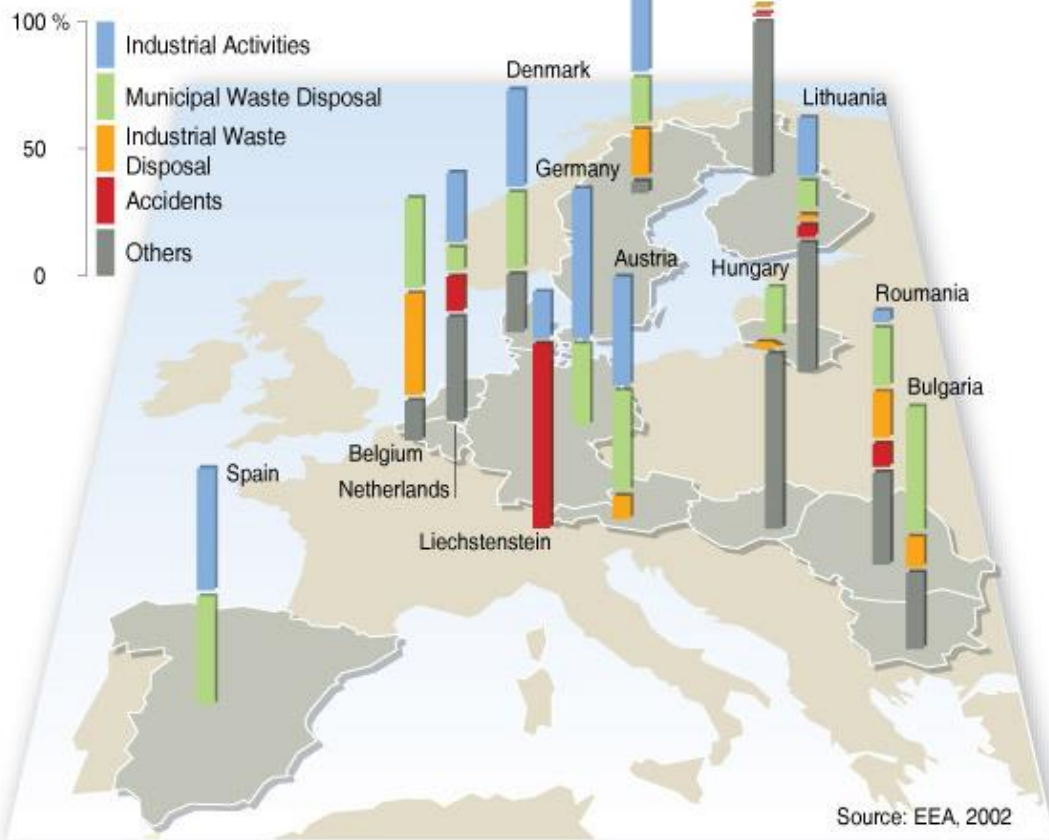 100 %
50
0
Industrial Activities
Municipal Waste Disposal
Industrial Waste
Disposal
Accidents
Others
Denmark
Lithuania
Germany
Austria
Hungary
Roumania
Bulgaria
Belgium
Netherlands
Spain
Liechstenstein
Source: EEA, 2002